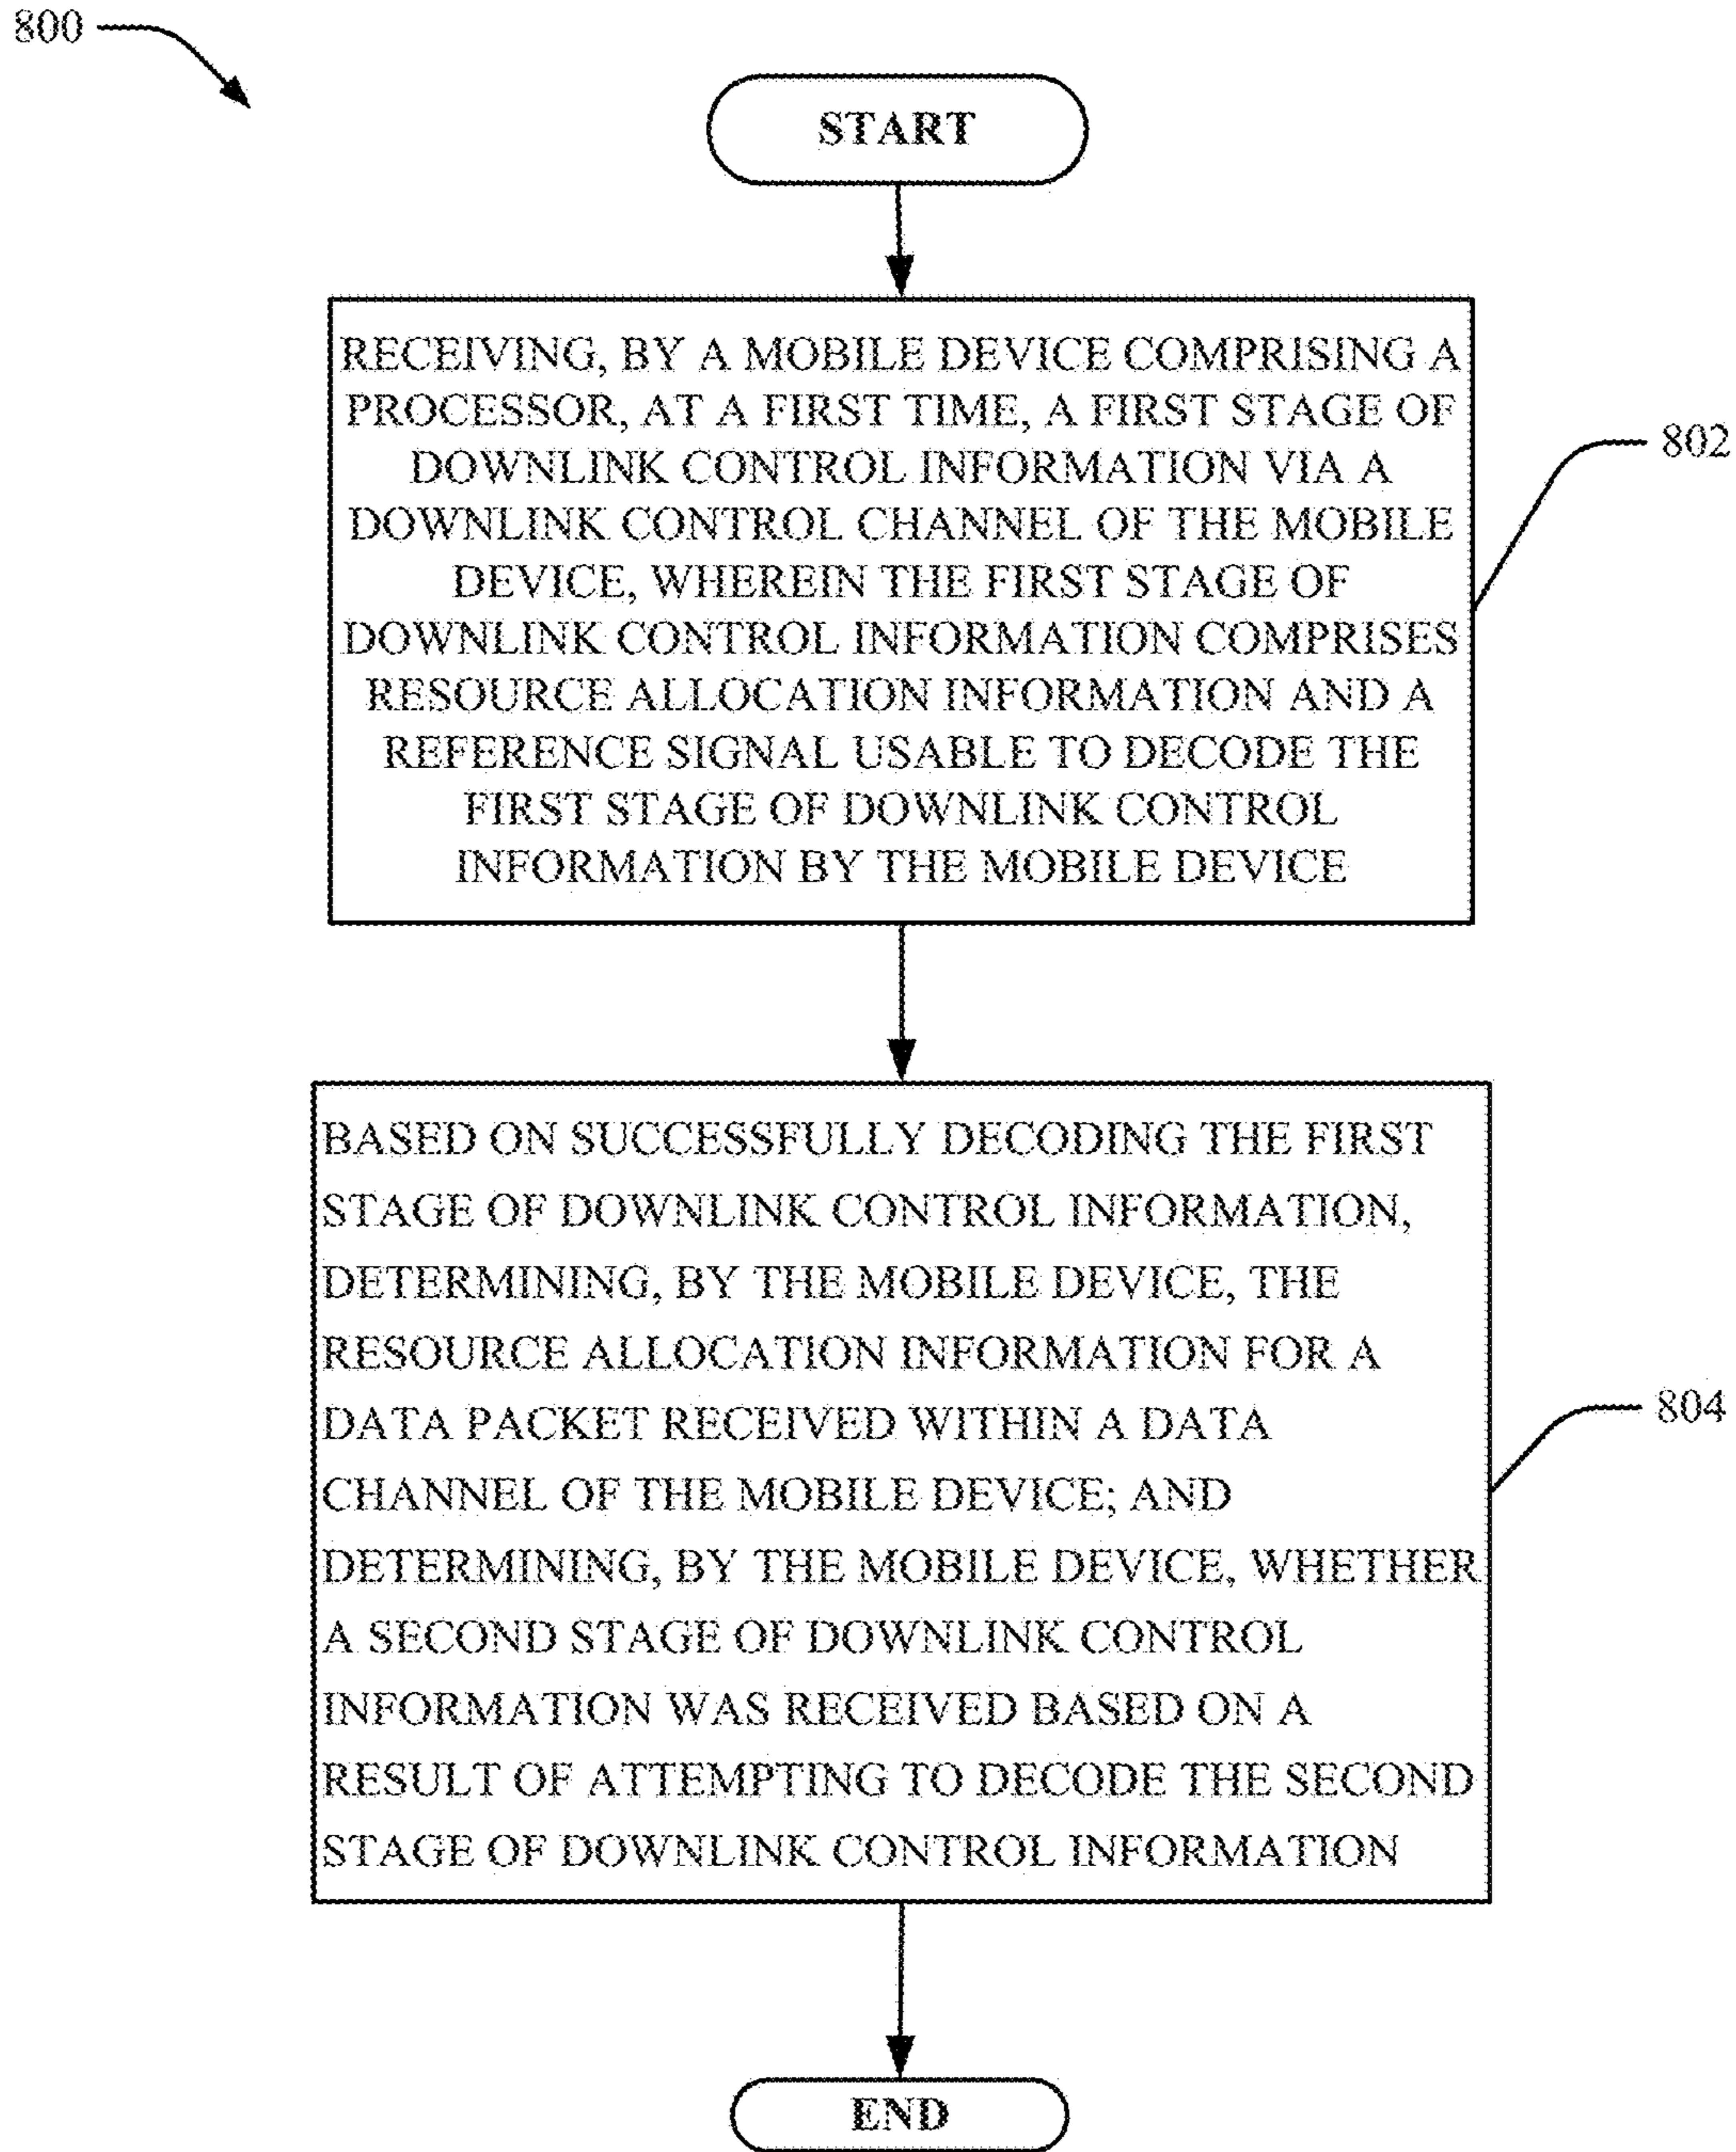 800
START
RECEIVING, BY A MOBILE DEVICE COMPRISING A
PROCESSOR, AT A FIRST TIME, A FIRST STAGE OF
DOWNLINK CONTROL INFORMATION VIA A
DOWNLINK CONTROL CHANNEL OF THE MOBILE
DEVICE, WHEREIN THE FIRST STAGE OF
DOWNLINK CONTROL INFORMATION COMPRISES
RESOURCE ALLOCATION INFORMATION AND A
REFERENCE SIGNAL USABLE TO DECODE THE
FIRST STAGE OF DOWNLINK CONTROL
INFORMATION BY THE MOBILE DEVICE
802
BASED ON SUCCESSFULLY DECODING THE FIRST
STAGE OF DOWNLINK CONTROL INFORMATION,
DETERMINING, BY THE MOBILE DEVICE, THE
RESOURCE ALLOCATION INFORMATION FOR A
DATA PACKET RECEIVED WITHIN A DATA
CHANNEL OF THE MOBILE DEVICE; AND
DETERMINING, BY THE MOBILE DEVICE, WHETHER
A SECOND STAGE OF DOWNLINK CONTROL
INFORMATION WAS RECEIVED BASED ON A
RESULT OF ATTEMPTING TO DECODE THE SECOND
STAGE OF DOWNLINK CONTROL INFORMATION
804
END